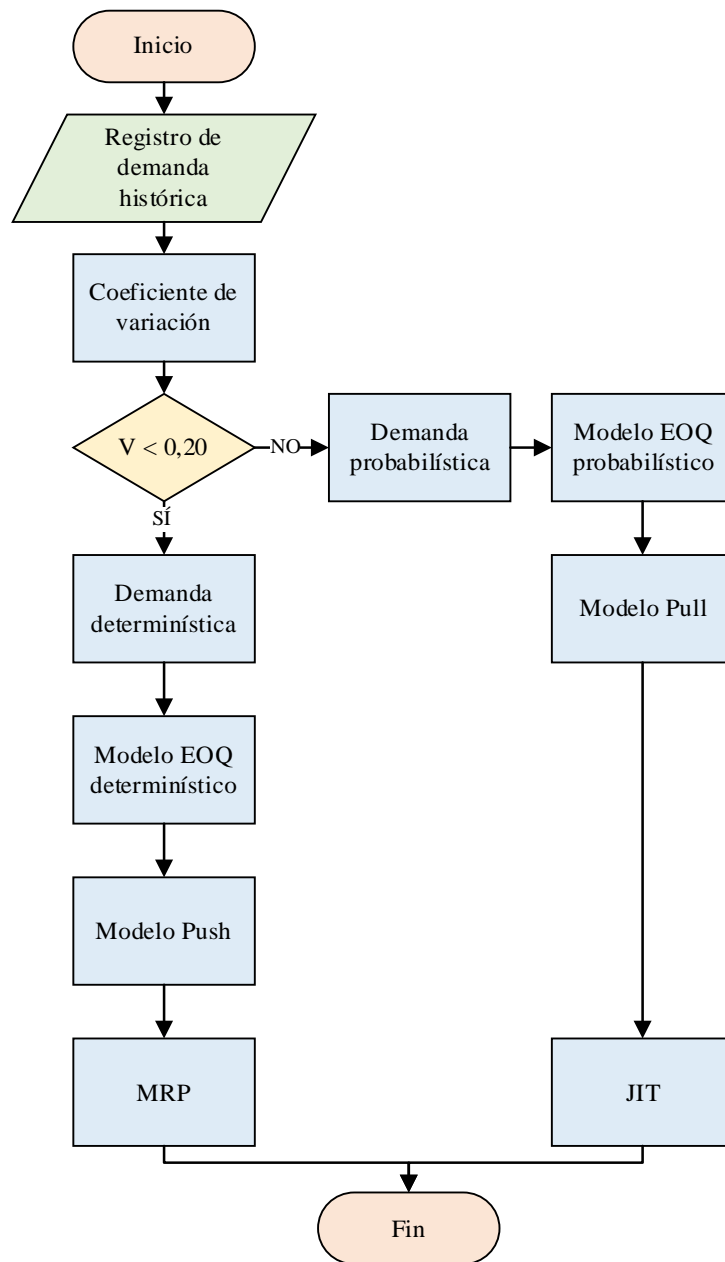 Inicio
Registro de
demanda
histórica
Coeficiente de
variación
V < 0,20
NO
Demanda
probabilística
Modelo EOQ
probabilístico
SÍ
Demanda
determinística
Modelo Pull
Modelo EOQ
determinístico
Modelo Push
MRP
JIT
Fin